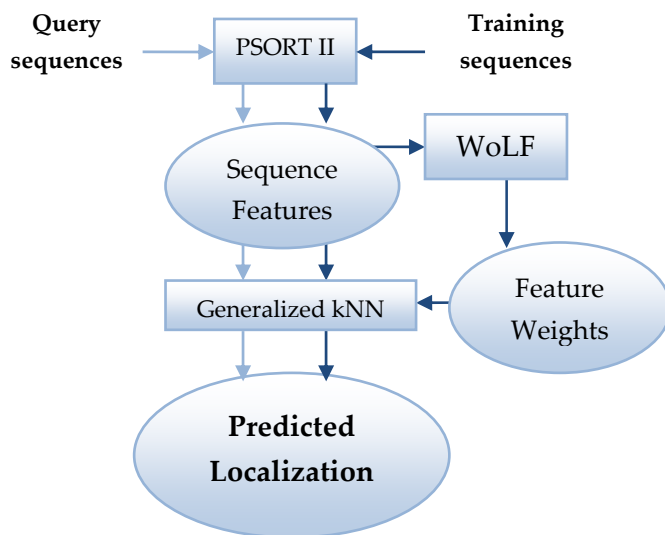 Query
sequences
PSORT II
Training
sequences
WoLF
Sequence
Features
Generalized kNN
Feature
Weights
Predicted
Localization